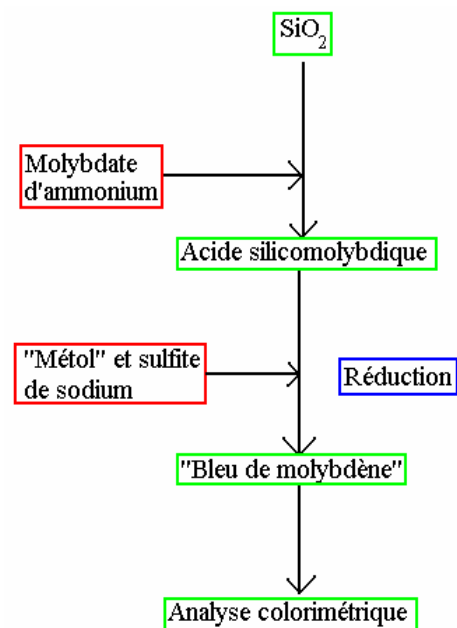 SiO₂
Molybdate
d'ammonium
Acide silicomolybdique
"Métol" et sulfite
de sodium
Réduction
"Bleu de molybdène"
Analyse colorimétrique